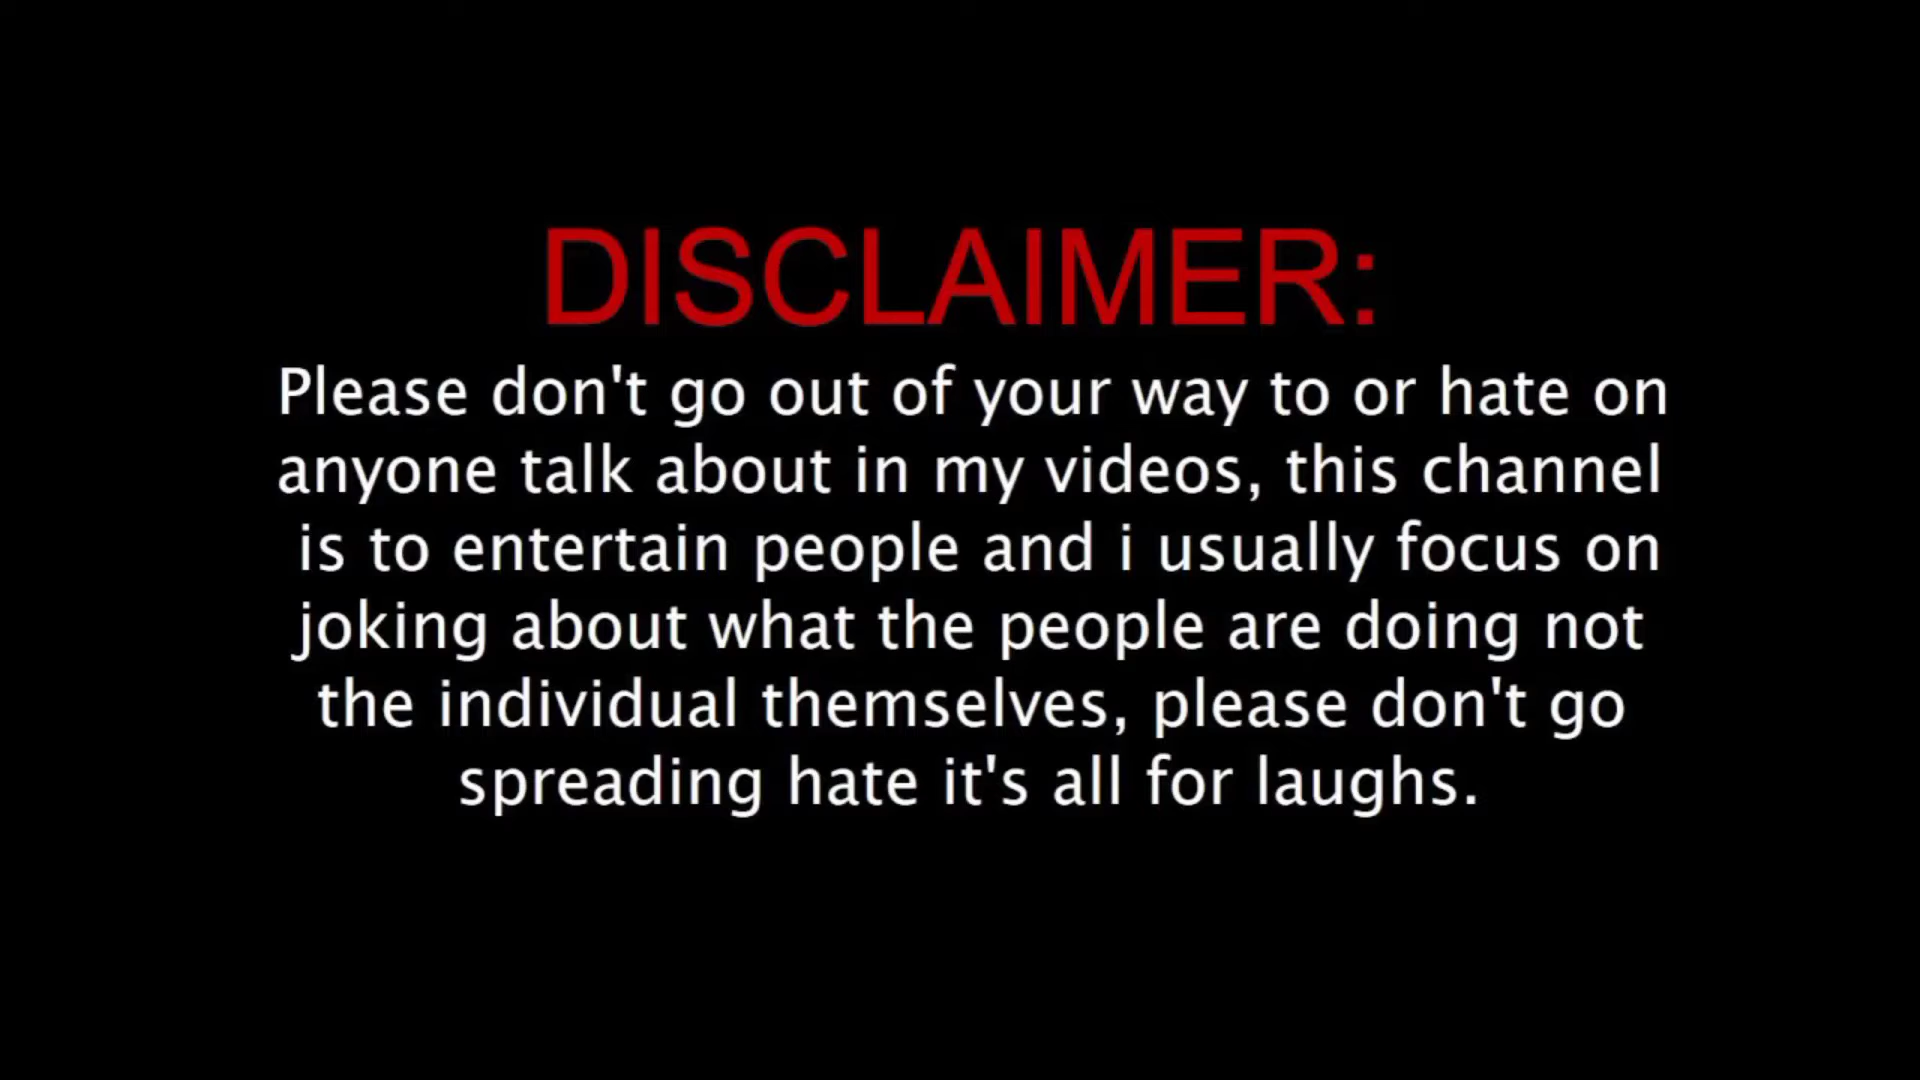 DISCLAIMER:
Please don't go out of your way to or hate on
anyone talk about in my videos, this channel
is to entertain people and i usually focus on
joking about what the people are doing not
the individual themselves, please don't go
spreading hate it's all for laughs.